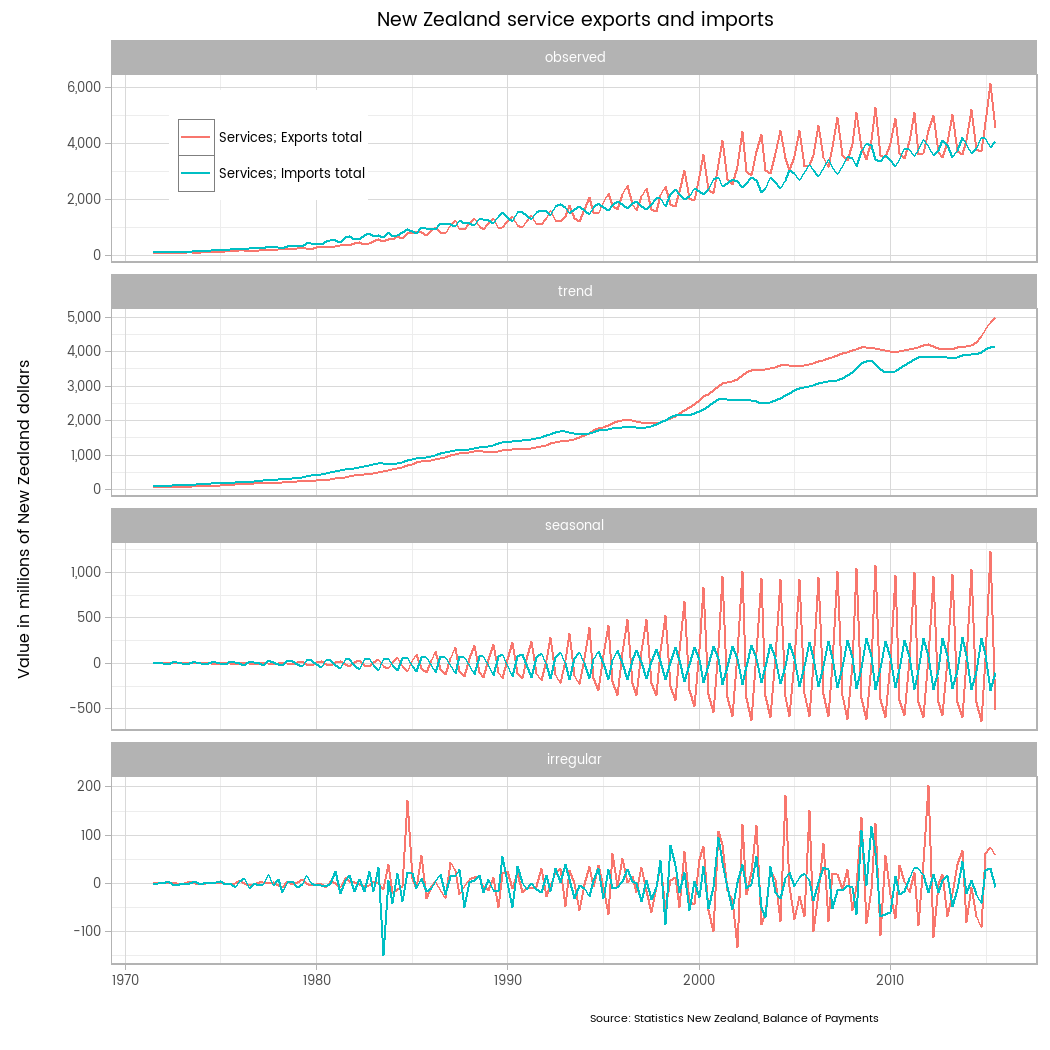 New Zealand service exports and imports
observed
6,000
4,000
2,000
0
Services; Exports total
Services; Imports total
trend
5,000
4,000
3,000
2,000
1,000
0
seasonal
1,000
500
0
-500
irregular
200
100
0
-100
1970 1980 1990 2000 2010
Value in millions of New Zealand dollars
Source: Statistics New Zealand, Balance of Payments